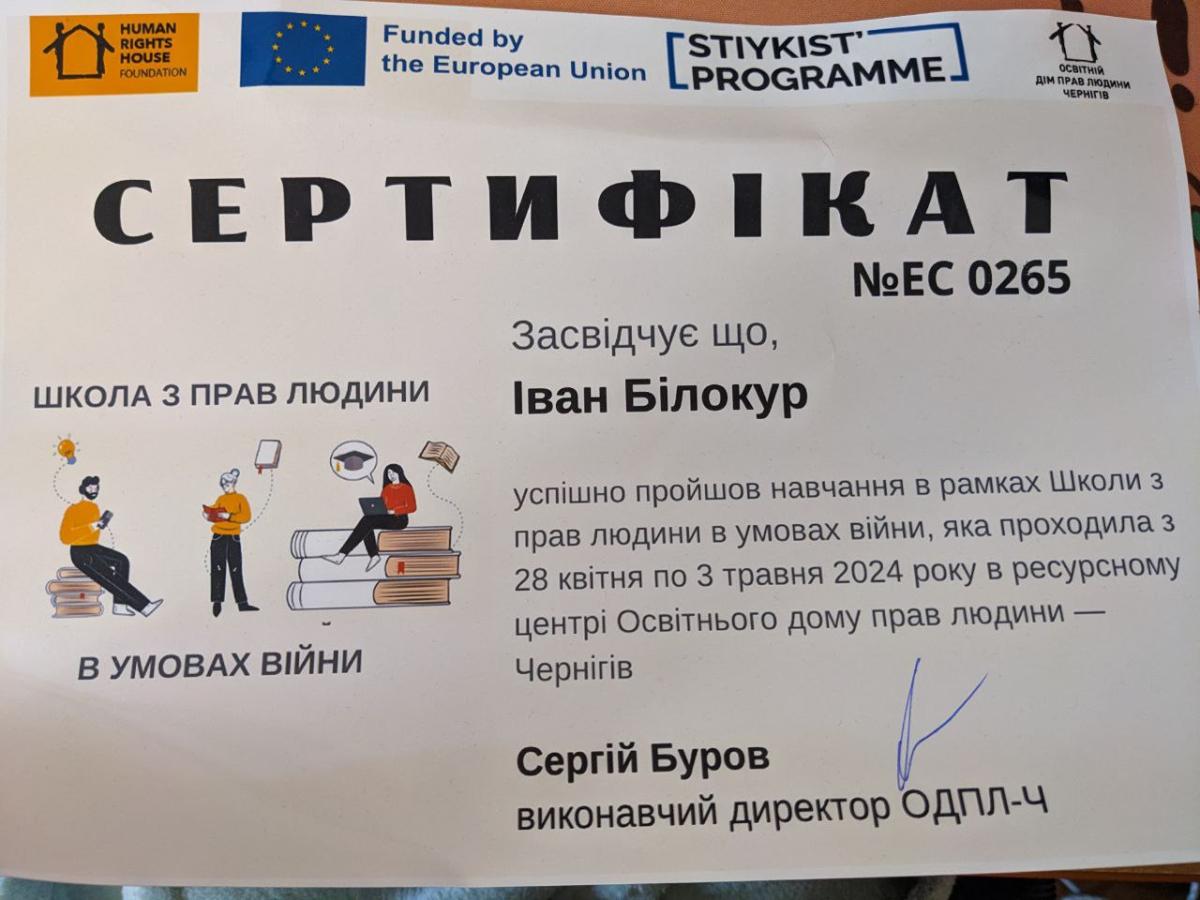 HUMAN
RIGHTS
HOUSE
FOUNDATION
Funded by
the European Union
STIYKIST'
PROGRAMME
ОСВІТНІЙ
ДІМ ПРАВ ЛЮДИНИ
ЧЕРНІГІВ
СЕРТИФІКАТ
№ЕС 0265
Засвідчує що,
Іван Білокур
ШКОЛА З ПРАВ ЛЮДИНИ
В УМОВАХ ВІЙНИ
успішно пройшов навчання в рамках Школи з
прав людини в умовах війни, яка проходила з
28 квітня по 3 травня 2024 року в ресурсному
центрі Освітнього дому прав людини —
Чернігів
Сергій Буров
виконавчий директор ОДПЛ-Ч